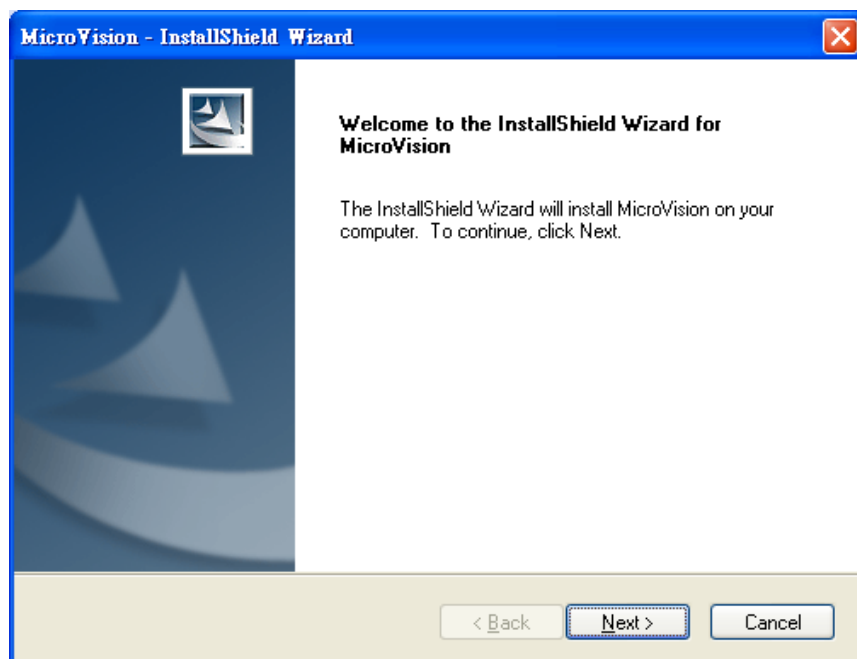 MicroVision - InstallShield Wizard
Welcome to the InstallShield Wizard for
MicroVision
The InstallShield Wizard will install MicroVision on your
computer. To continue, click Next.
< Back
Next >
Cancel